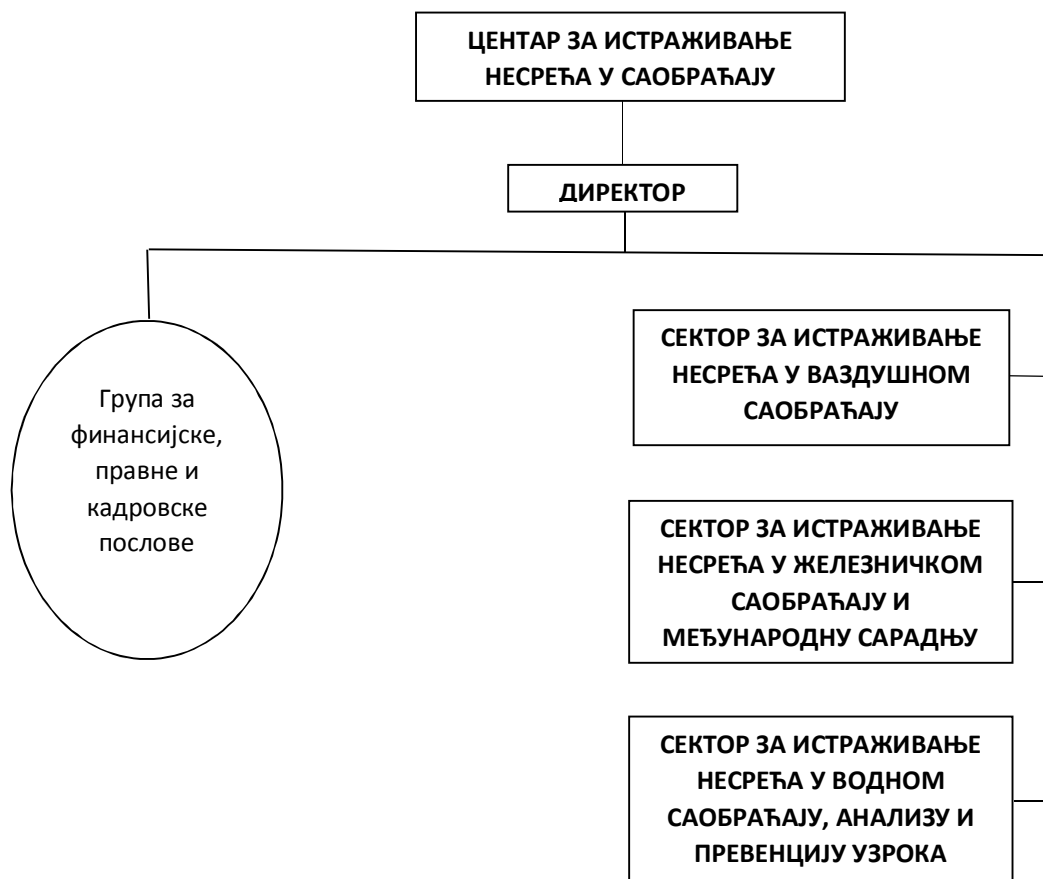 ЦЕНТАР ЗА ИСТРАЖИВАЊЕ
НЕСРЕЋА У САОБРАЋАЈУ
ДИРЕКТОР
Група за
финансијске,
правне и
кадровске
послове
СЕКТОР ЗА ИСТРАЖИВАЊЕ
НЕСРЕЋА У ВАЗДУШНОМ
САОБРАЋАЈУ
СЕКТОР ЗА ИСТРАЖИВАЊЕ
НЕСРЕЋА У ЖЕЛЕЗНИЧКОМ
САОБРАЋАЈУ И
МЕЂУНАРОДНУ САРАДЊУ
СЕКТОР ЗА ИСТРАЖИВАЊЕ
НЕСРЕЋА У ВОДНОМ
САОБРАЋАЈУ, АНАЛИЗУ И
ПРЕВЕНЦИЈУ УЗРОКА